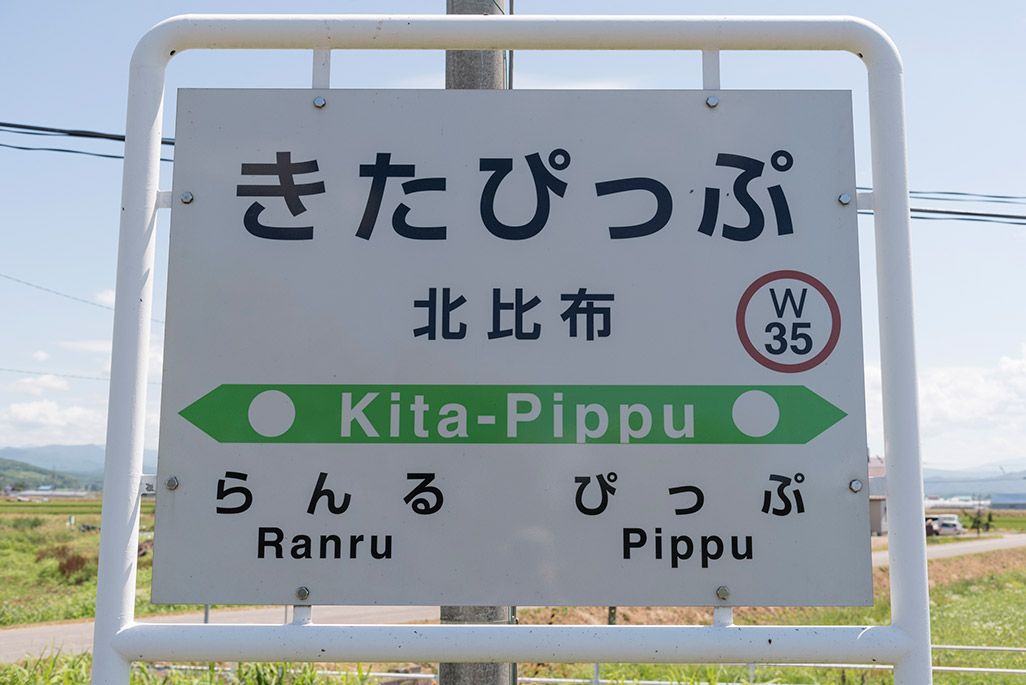 きたぴっぷ
北比布
W
35
Kita-Pippu
らんる ぴっぷ
Ranru Pippu